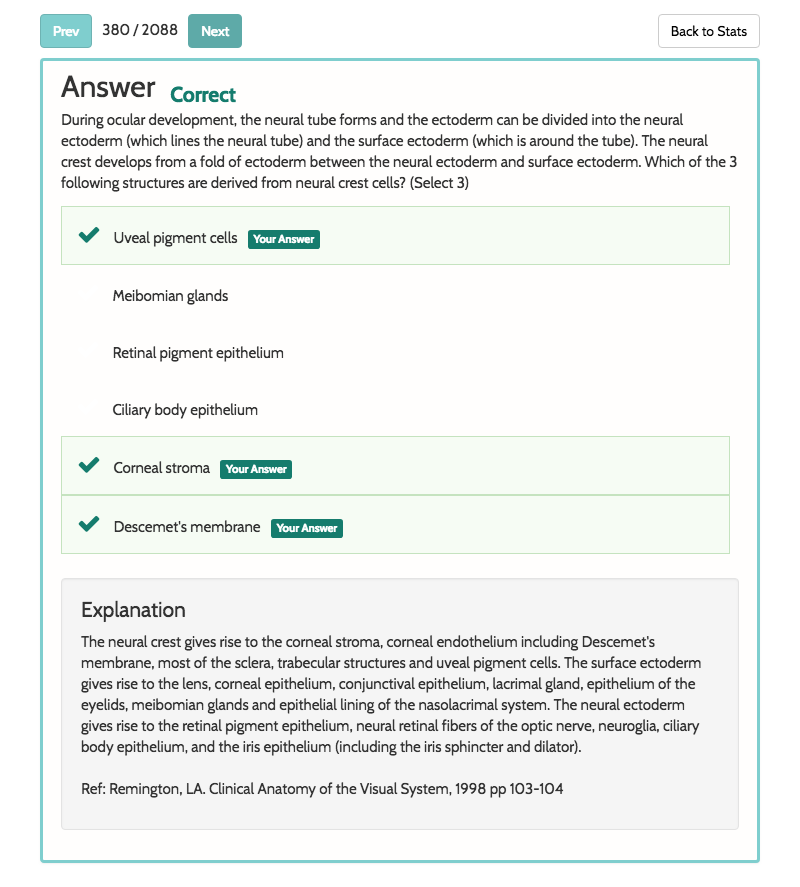 Prev 380 / 2088 Next Back to Stats
Answer Correct
During ocular development, the neural tube forms and the ectoderm can be divided into the neural
ectoderm (which lines the neural tube) and the surface ectoderm (which is around the tube). The neural
crest develops from a fold of ectoderm between the neural ectoderm and surface ectoderm. Which of the 3
following structures are derived from neural crest cells? (Select 3)
Uveal pigment cells Your Answer
Meibomian glands
Retinal pigment epithelium
Ciliary body epithelium
Corneal stroma Your Answer
Descemet's membrane Your Answer
Explanation
The neural crest gives rise to the corneal stroma, corneal endothelium including Descemet's
membrane, most of the sclera, trabecular structures and uveal pigment cells. The surface ectoderm
gives rise to the lens, corneal epithelium, conjunctival epithelium, lacrimal gland, epithelium of the
eyelids, meibomian glands and epithelial lining of the nasolacrimal system. The neural ectoderm
gives rise to the retinal pigment epithelium, neural retinal fibers of the optic nerve, neuroglia, ciliary
body epithelium, and the iris epithelium (including the iris sphincter and dilator).
Ref: Remington, LA. Clinical Anatomy of the Visual System, 1998 pp 103-104